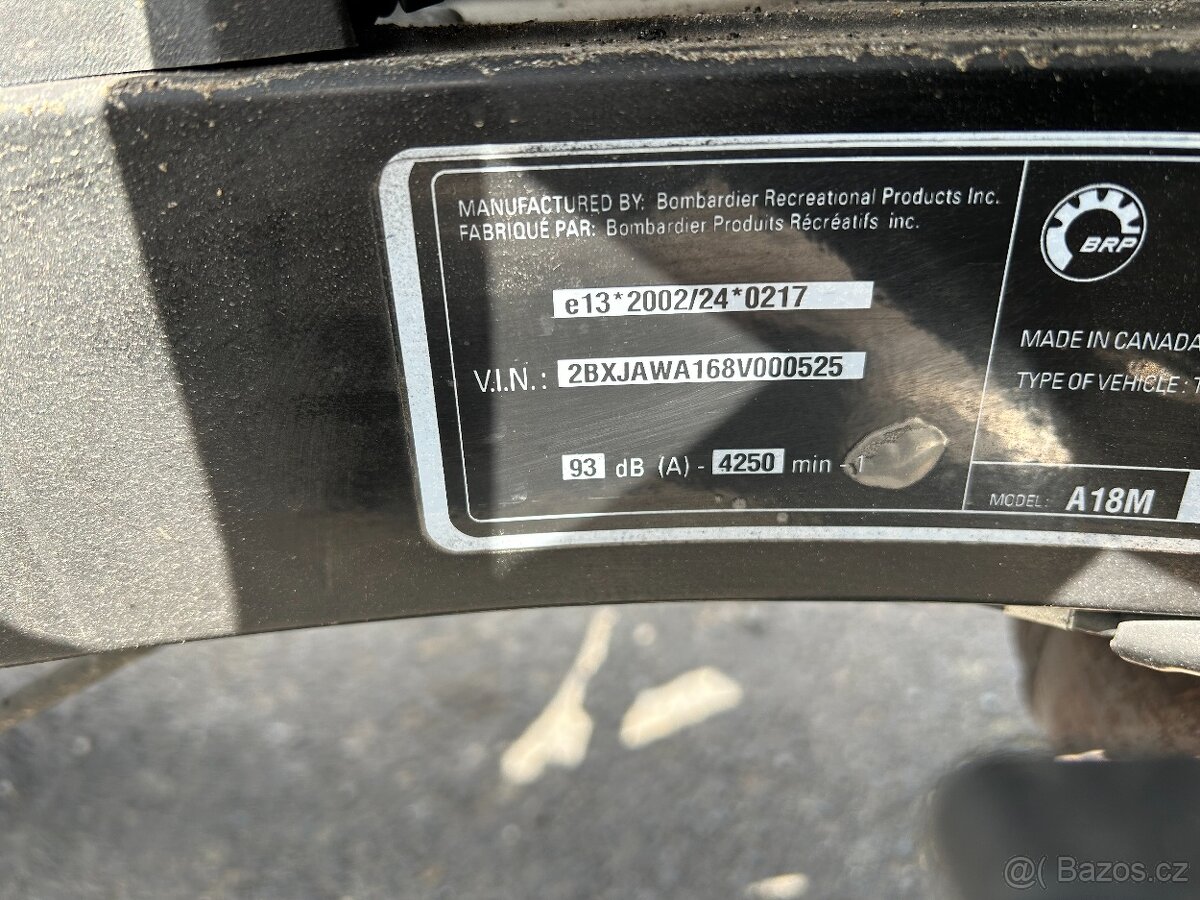 MANUFACTURED BY: Bombardier Recreational Products Inc.
FABRIQUÉ PAR: Bombardier Produits Récréatifs inc.
e13*2002/24*0217
V.I.N. : 2BXJAWA168V000525
93 dB (A) - 4250 min -1
BRP
MADE IN CANADA
TYPE OF VEHICLE : T
MODEL: A18M
@( Bazos.cz